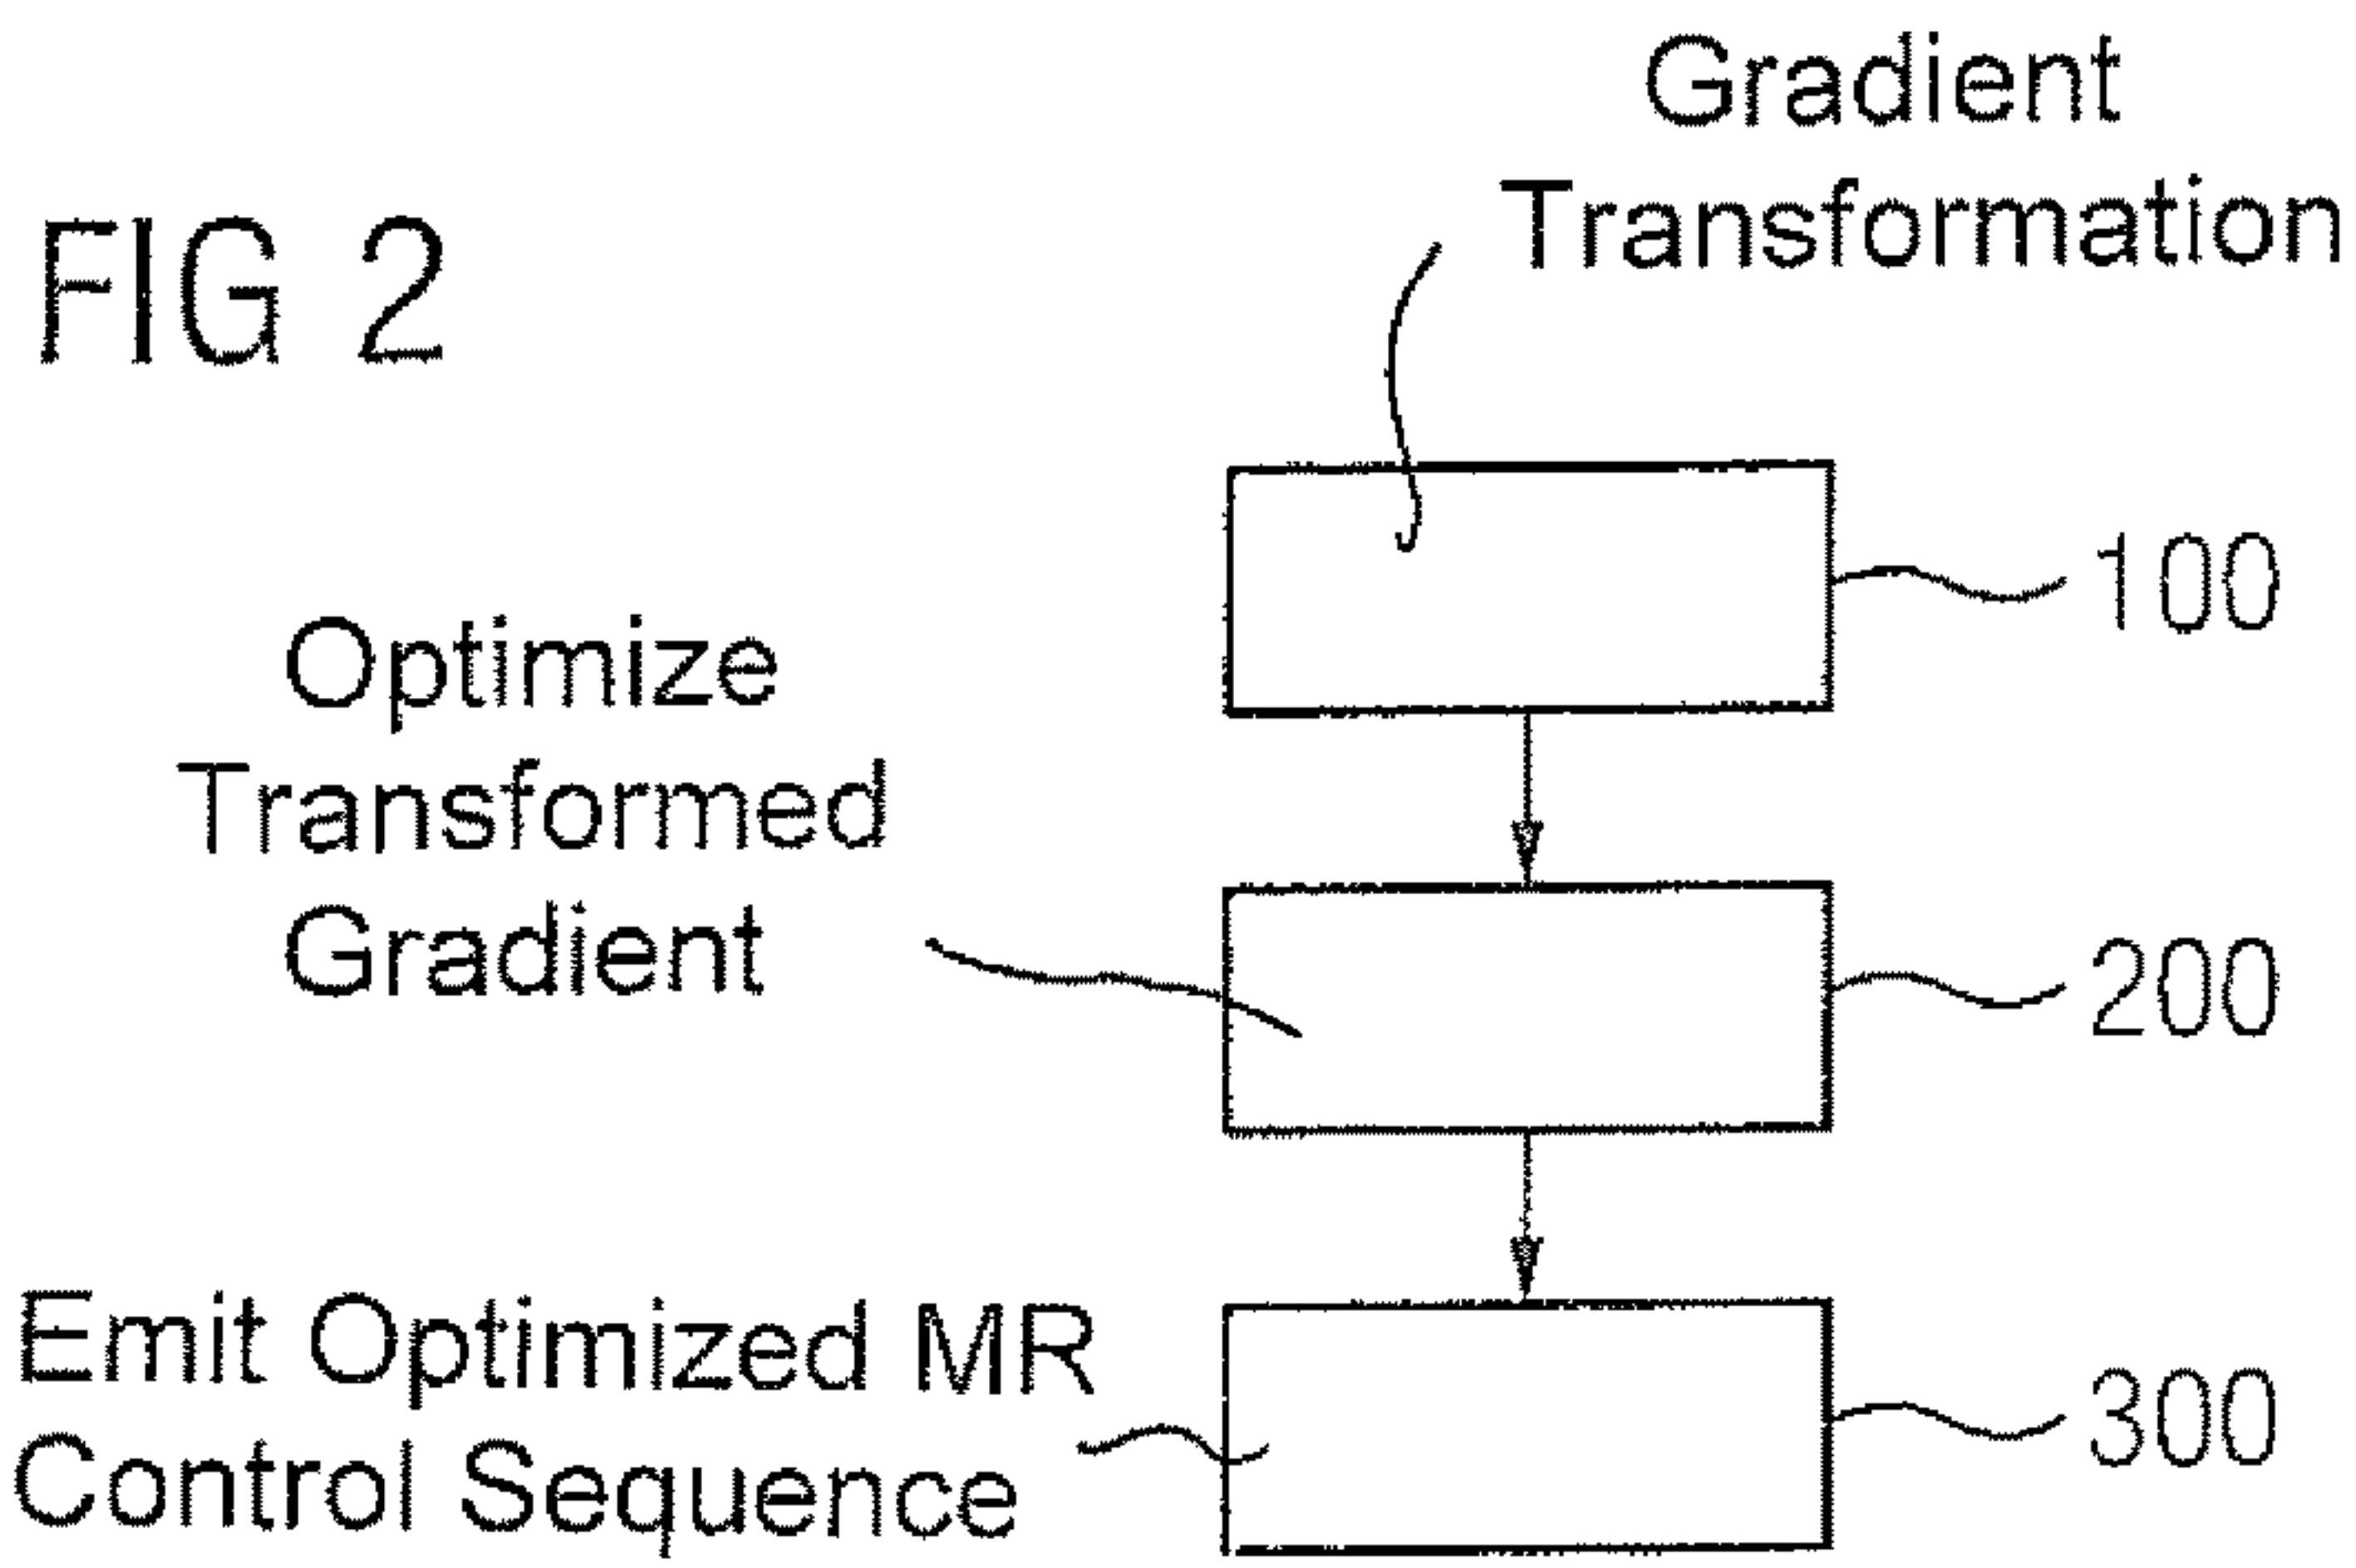 FIG 2
Gradient
Transformation
100
Optimize
Transformed
Gradient
200
Emit Optimized MR
Control Sequence
300